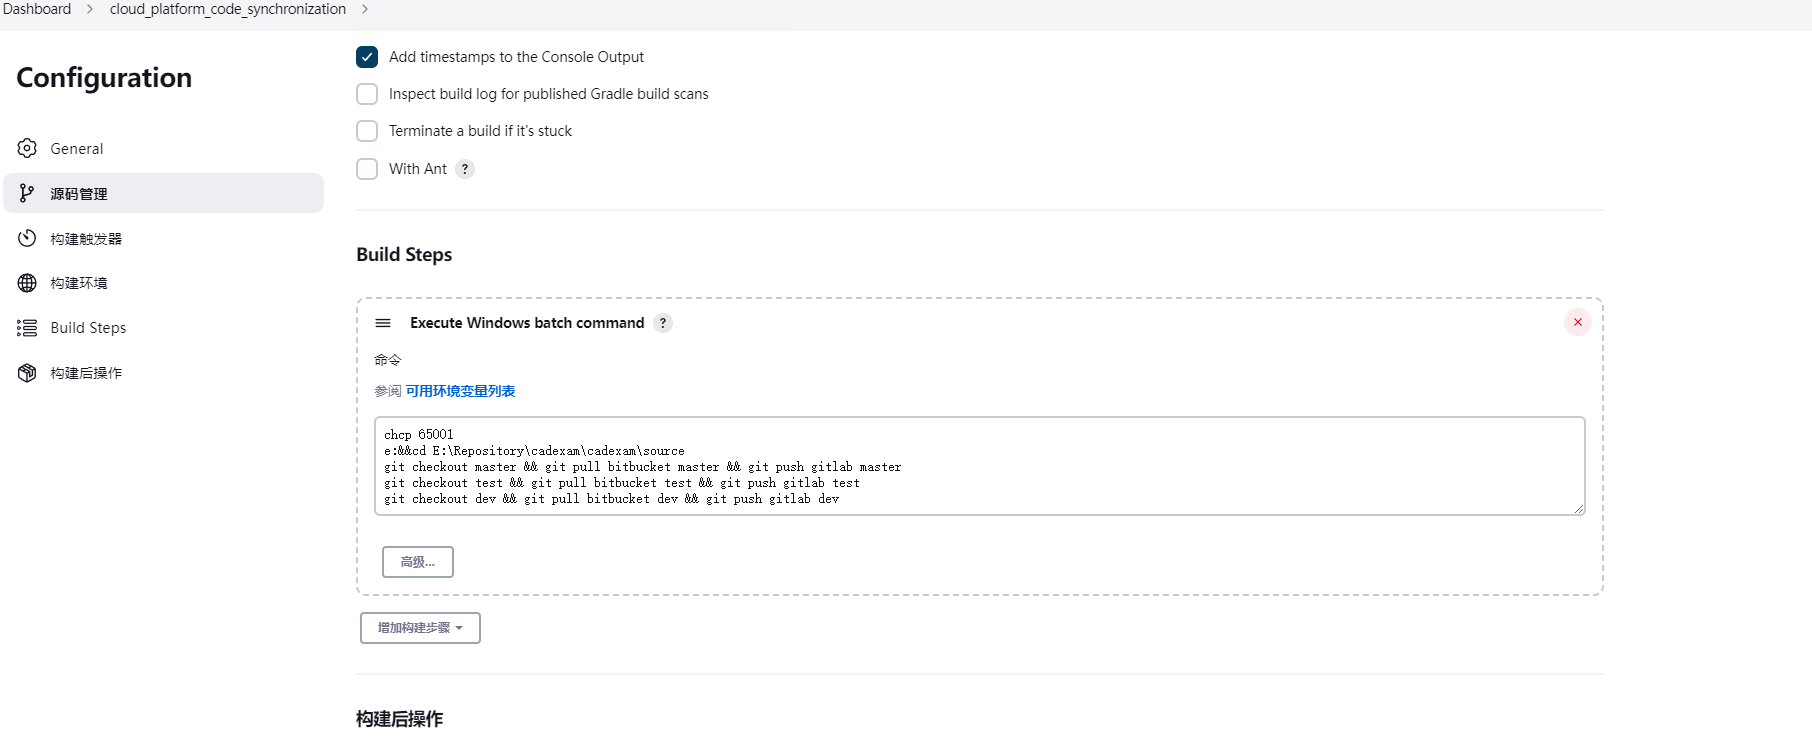 Dashboard > cloud_platform_code_synchronization >
Configuration
General
源码管理
构建触发器
构建环境
Build Steps
构建后操作
Add timestamps to the Console Output
Inspect build log for published Gradle build scans
Terminate a build if it's stuck
With Ant ?
Build Steps
Execute Windows batch command ?
命令
参阅 可用环境变量列表
chcp 65001
e:&&cd E:\Repository\cadexam\cadexam\source
git checkout master && git pull bitbucket master && git push gitlab master
git checkout test && git pull bitbucket test && git push gitlab test
git checkout dev && git pull bitbucket dev && git push gitlab dev
高级...
增加构建步骤
构建后操作